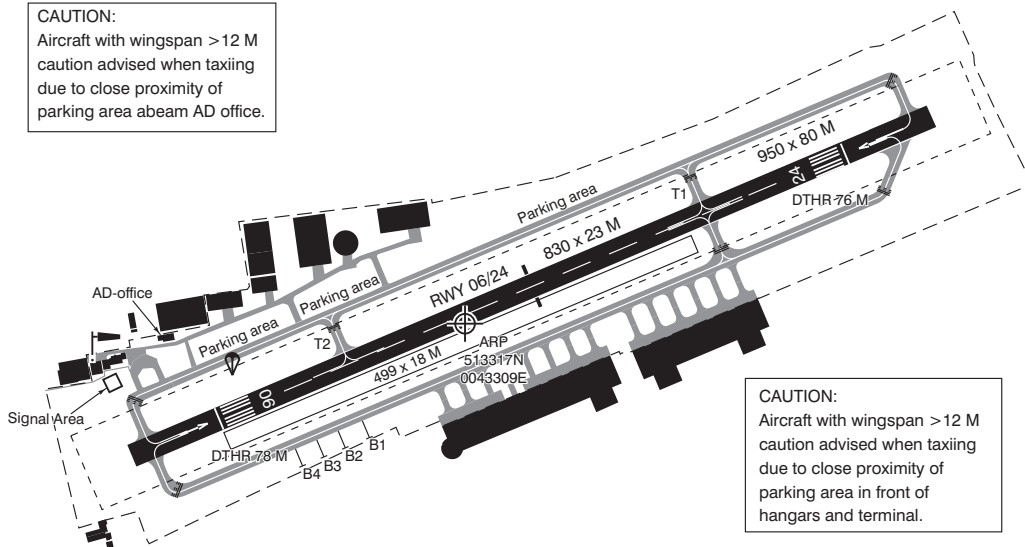 CAUTION:
Aircraft with wingspan >12 M
caution advised when taxiing
due to close proximity of
parking area abeam AD office.
950 x 80 M
24
DTHR 76 M
T1
Parking area
830 x 23 M
RWY 06/24
Parking area
AD-office
Parking area
T2
ARP
513317N
0043309E
499 x 18 M
06
Signal Area
DTHR 78 M
B1
B2
B3
B4
CAUTION:
Aircraft with wingspan >12 M
caution advised when taxiing
due to close proximity of
parking area in front of
hangars and terminal.